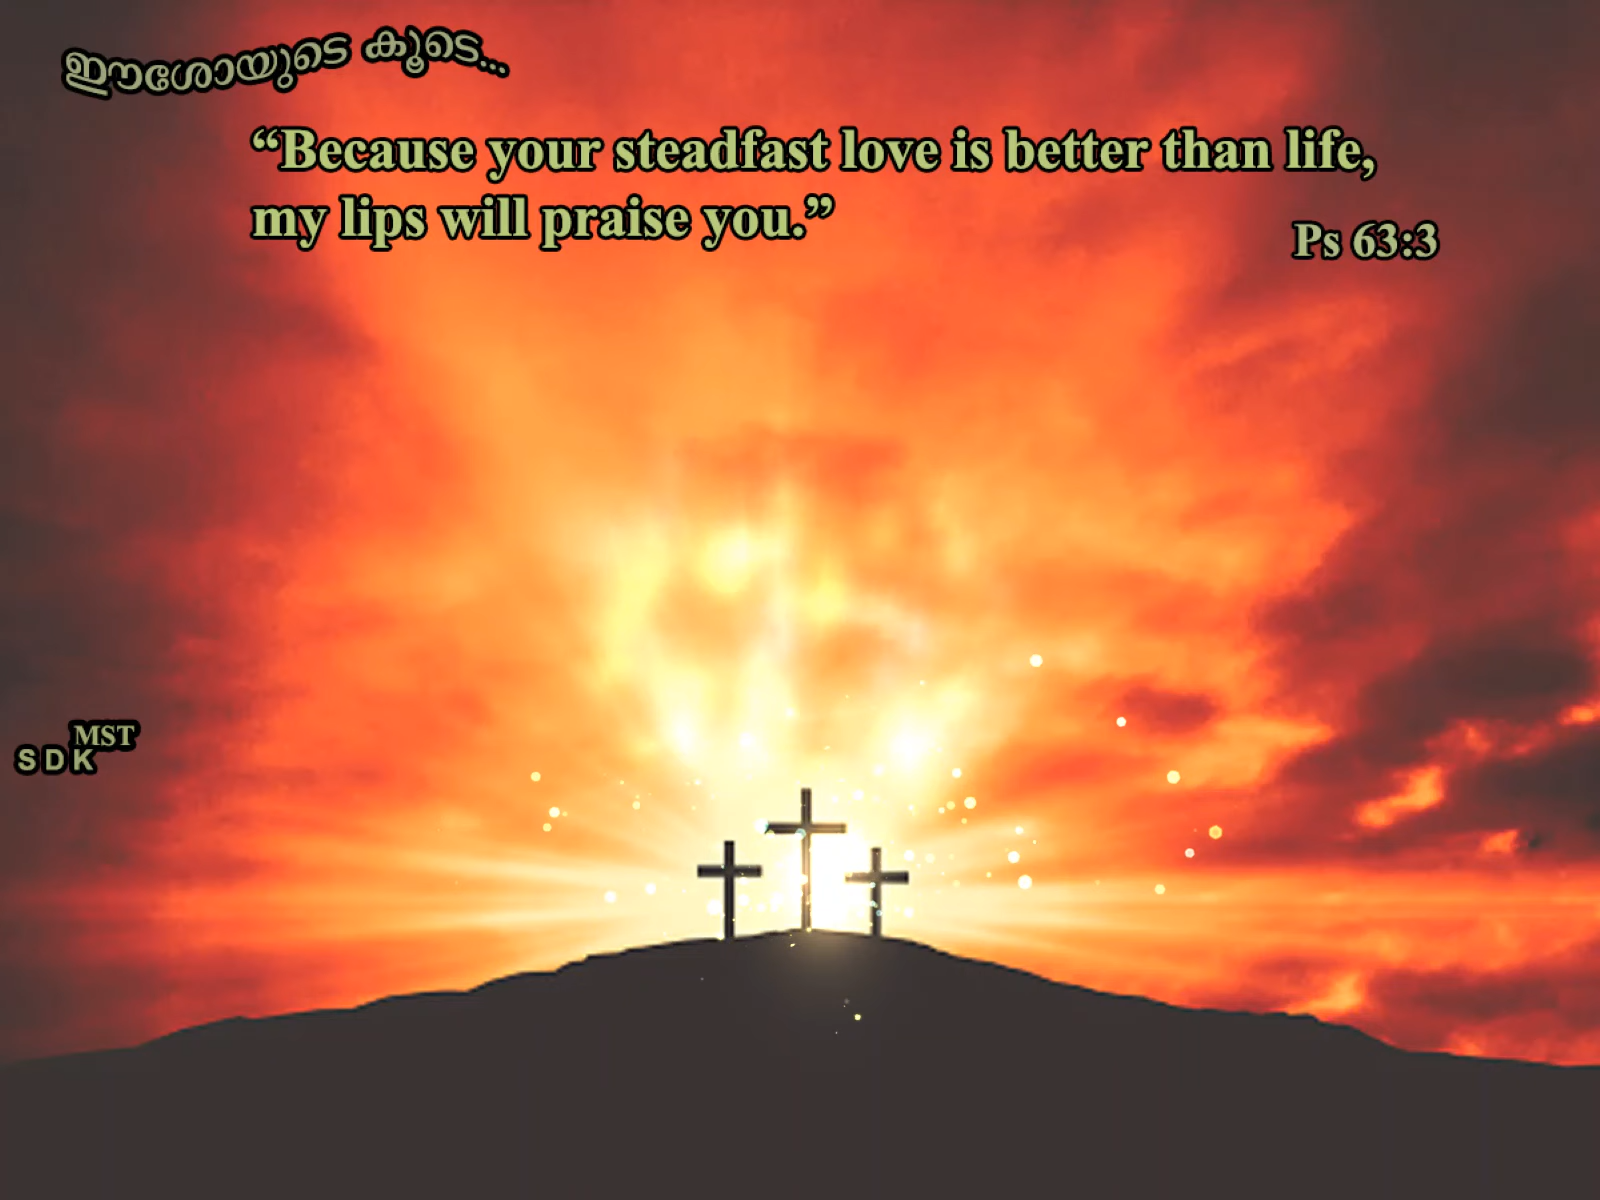 ഈശോയുടെ കൂടെ...
“Because your steadfast love is better than life,
my lips will praise you.”
Ps 63:3
MST
S D K